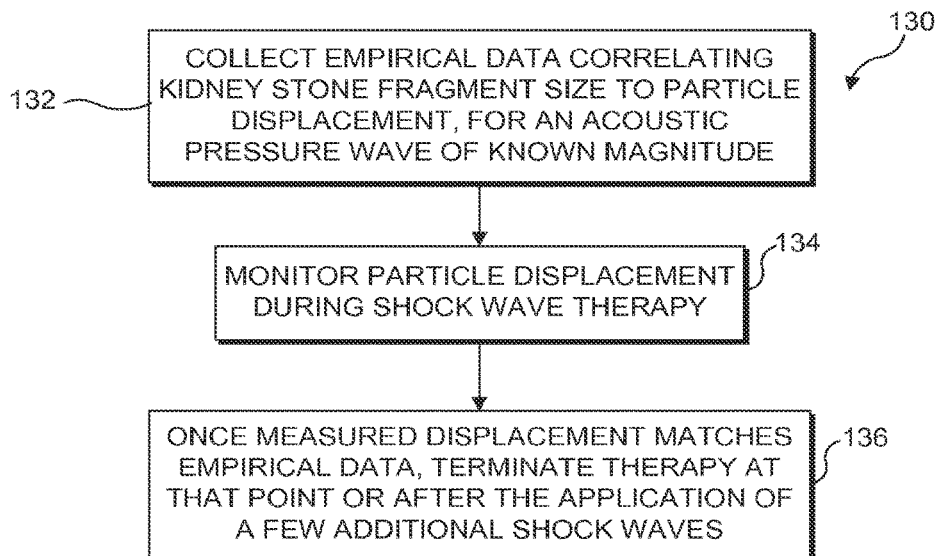 130
132
COLLECT EMPIRICAL DATA CORRELATING
KIDNEY STONE FRAGMENT SIZE TO PARTICLE
DISPLACEMENT, FOR AN ACOUSTIC
PRESSURE WAVE OF KNOWN MAGNITUDE
134
MONITOR PARTICLE DISPLACEMENT
DURING SHOCK WAVE THERAPY
136
ONCE MEASURED DISPLACEMENT MATCHES
EMPIRICAL DATA, TERMINATE THERAPY AT
THAT POINT OR AFTER THE APPLICATION OF
A FEW ADDITIONAL SHOCK WAVES